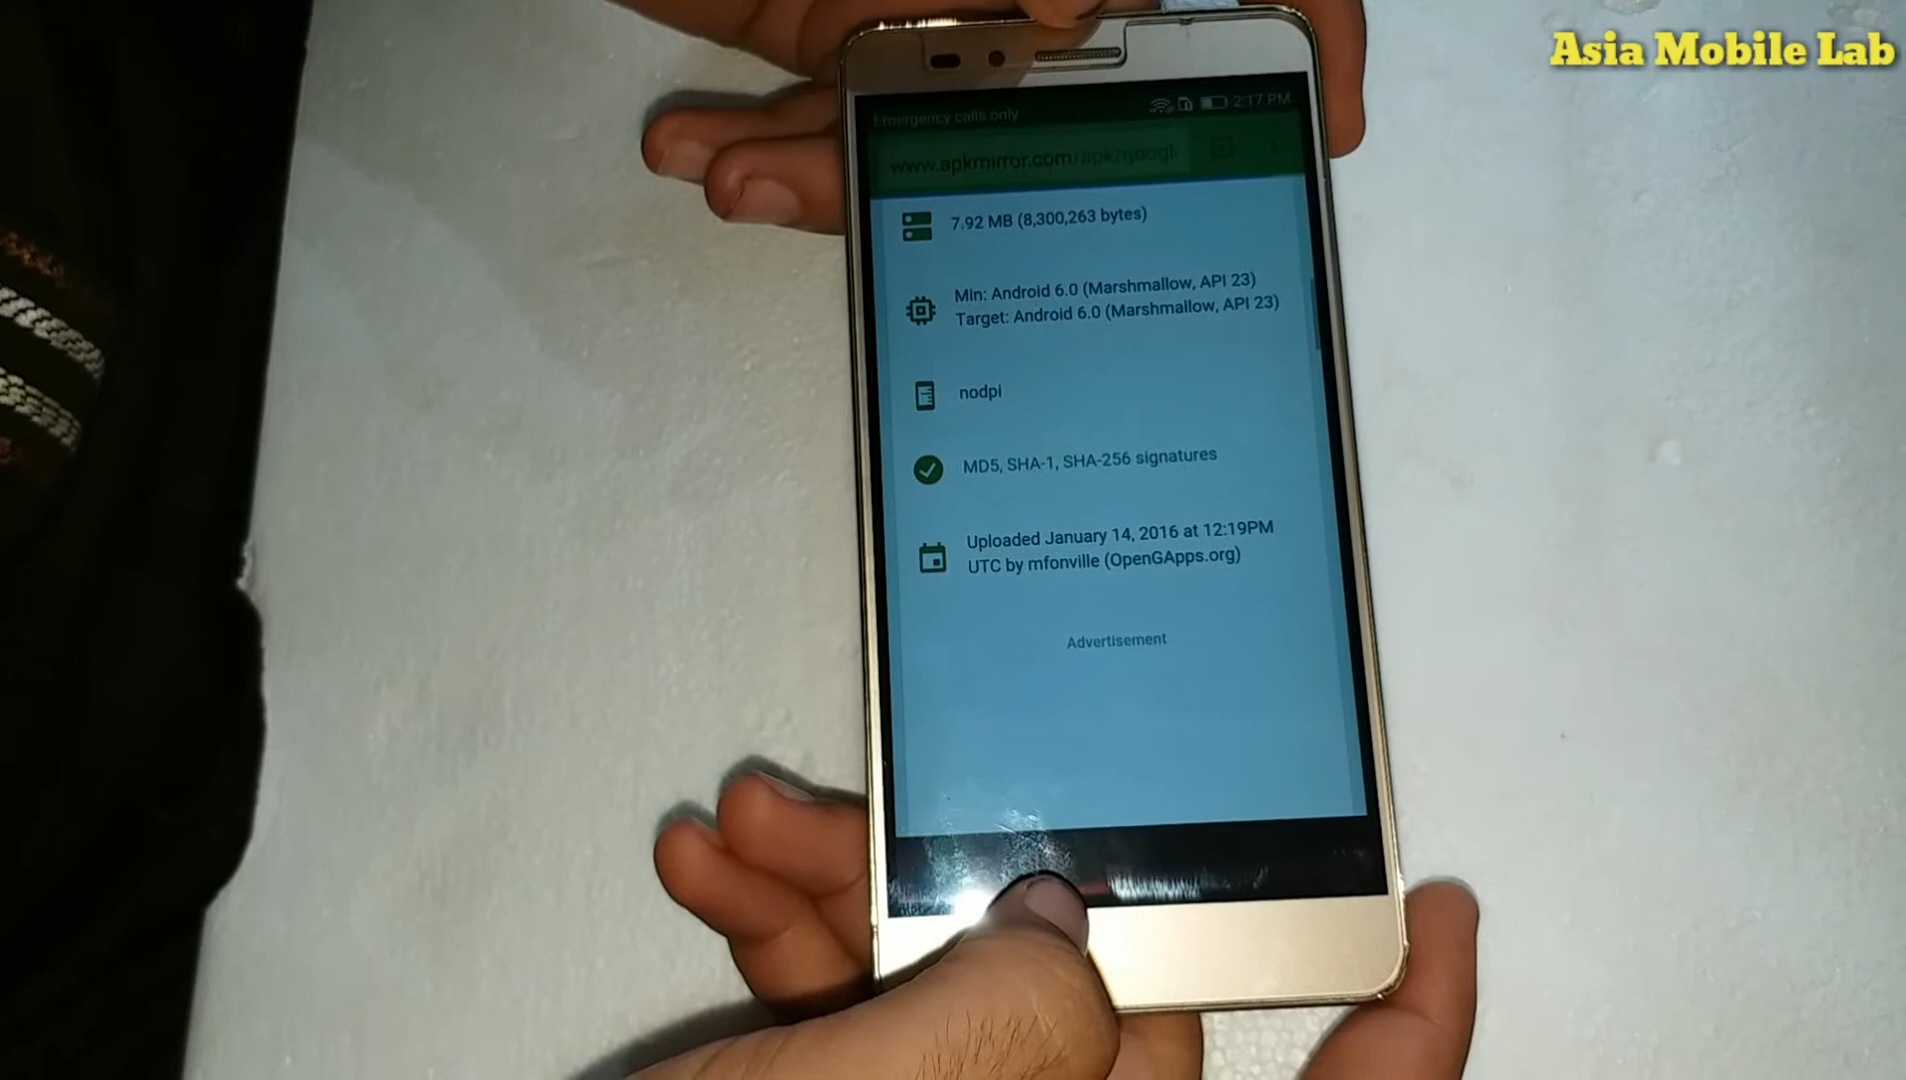 Asia Mobile Lab
Emergency calls only
2:17 PM
www.apkmirror.com/apk/googl
7.92 MB (8,300,263 bytes)
Min: Android 6.0 (Marshmallow, API 23)
Target: Android 6.0 (Marshmallow, API 23)
nodpi
MD5, SHA-1, SHA-256 signatures
Uploaded January 14, 2016 at 12:19PM
UTC by mfonville (OpenGApps.org)
Advertisement